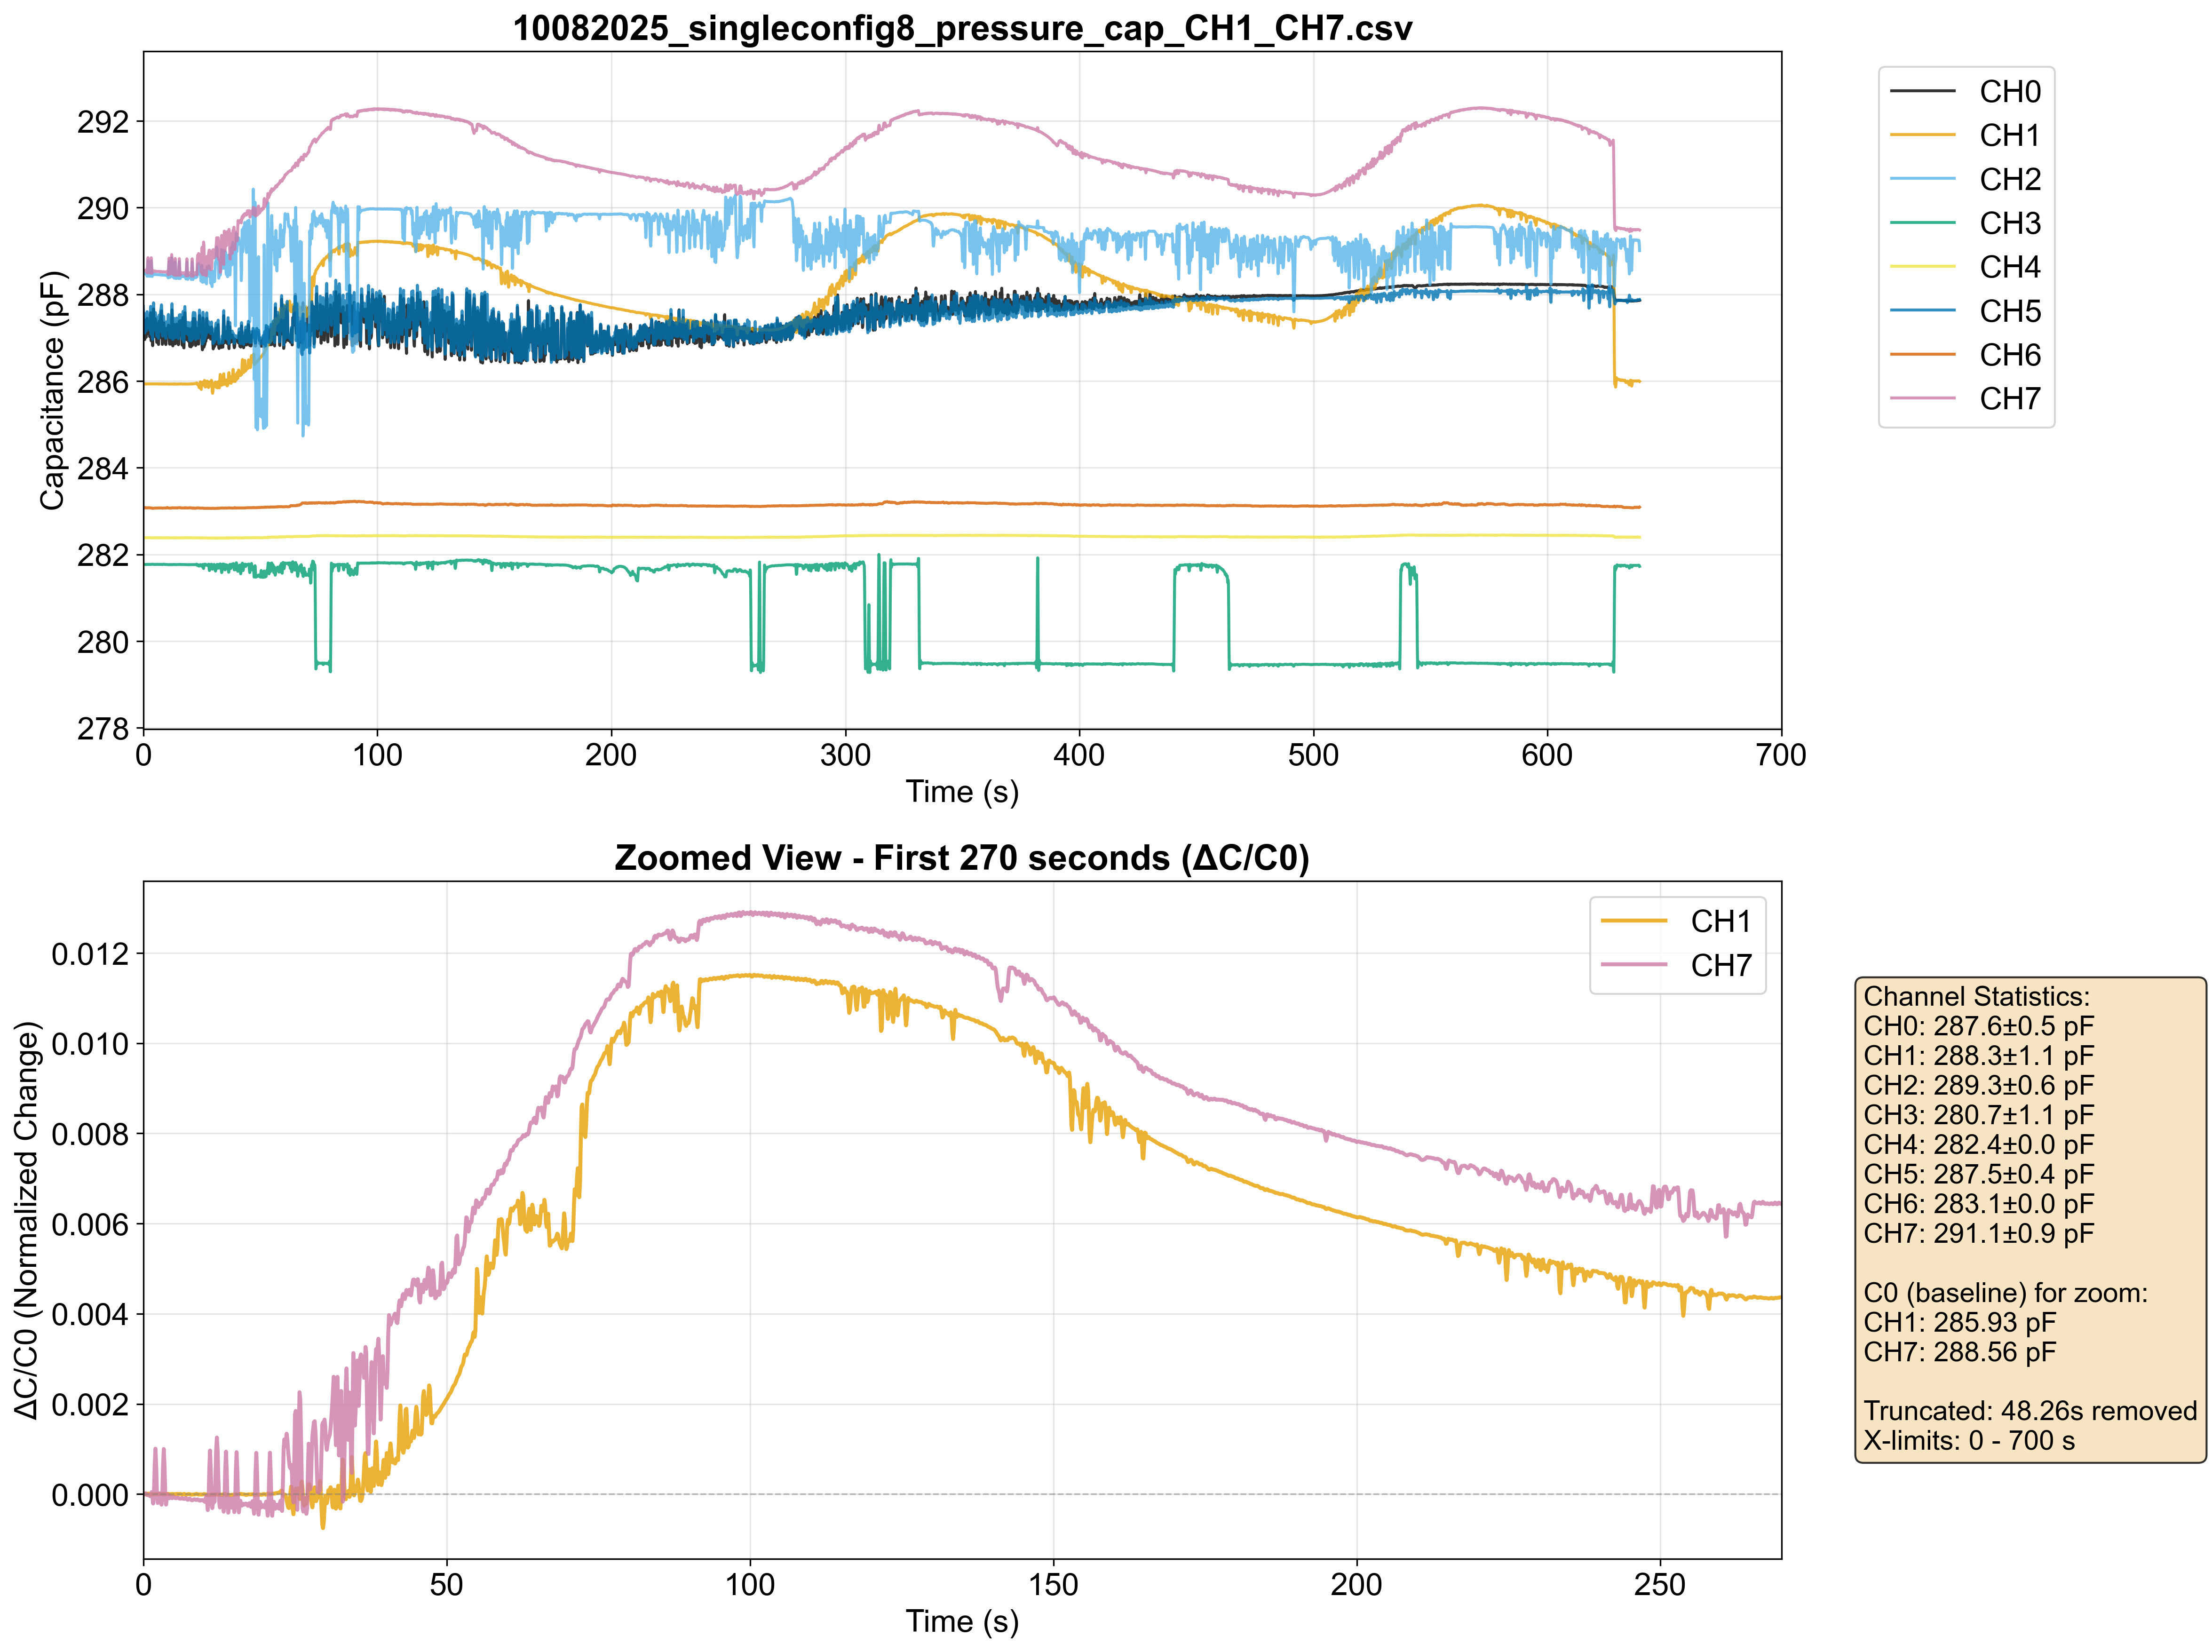 10082025_singleconfig8_pressure_cap_CH1_CH7.csv
Capacitance (pF)
292
290
288
286
284
282
280
278
0
100
200
300
400
500
600
700
Time (s)
CH0
CH1
CH2
CH3
CH4
CH5
CH6
CH7
Zoomed View - First 270 seconds (ΔC/C0)
ΔC/C0 (Normalized Change)
0.012
0.010
0.008
0.006
0.004
0.002
0.000
0
50
100
150
200
250
Time (s)
CH1
CH7
Channel Statistics:
CH0: 287.6±0.5 pF
CH1: 288.3±1.1 pF
CH2: 289.3±0.6 pF
CH3: 280.7±1.1 pF
CH4: 282.4±0.0 pF
CH5: 287.5±0.4 pF
CH6: 283.1±0.0 pF
CH7: 291.1±0.9 pF
C0 (baseline) for zoom:
CH1: 285.93 pF
CH7: 288.56 pF
Truncated: 48.26s removed
X-limits: 0 - 700 s